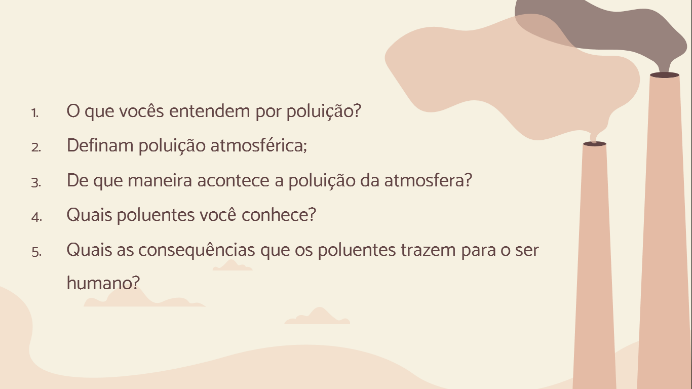 1. O que vocês entendem por poluição?
2. Definam poluição atmosférica;
3. De que maneira acontece a poluição da atmosfera?
4. Quais poluentes você conhece?
5. Quais as consequências que os poluentes trazem para o ser
humano?